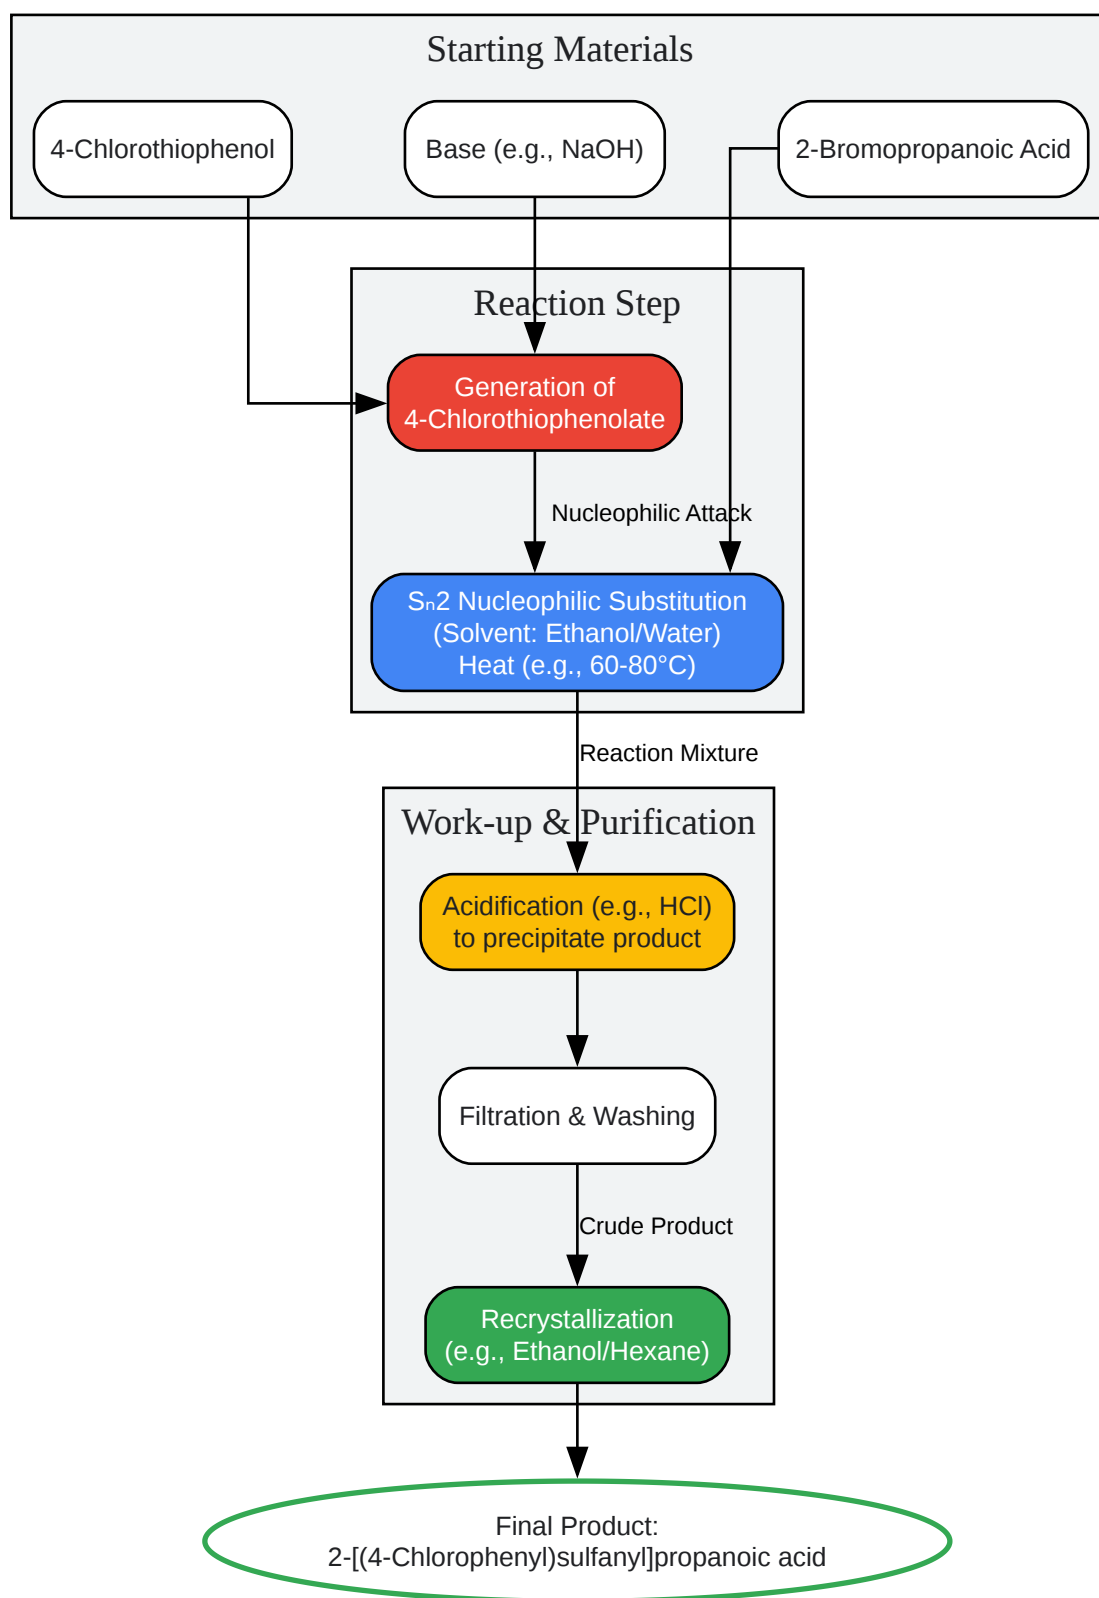 Starting Materials
4-Chlorothiophenol
Base (e.g., NaOH)
2-Bromopropanoic Acid
Reaction Step
Generation of
4-Chlorothiophenolate
Nucleophilic Attack
Sₙ2 Nucleophilic Substitution
(Solvent: Ethanol/Water)
Heat (e.g., 60-80°C)
Reaction Mixture
Work-up & Purification
Acidification (e.g., HCl)
to precipitate product
Filtration & Washing
Crude Product
Recrystallization
(e.g., Ethanol/Hexane)
Final Product:
2-[(4-Chlorophenyl)sulfanyl]propanoic acid